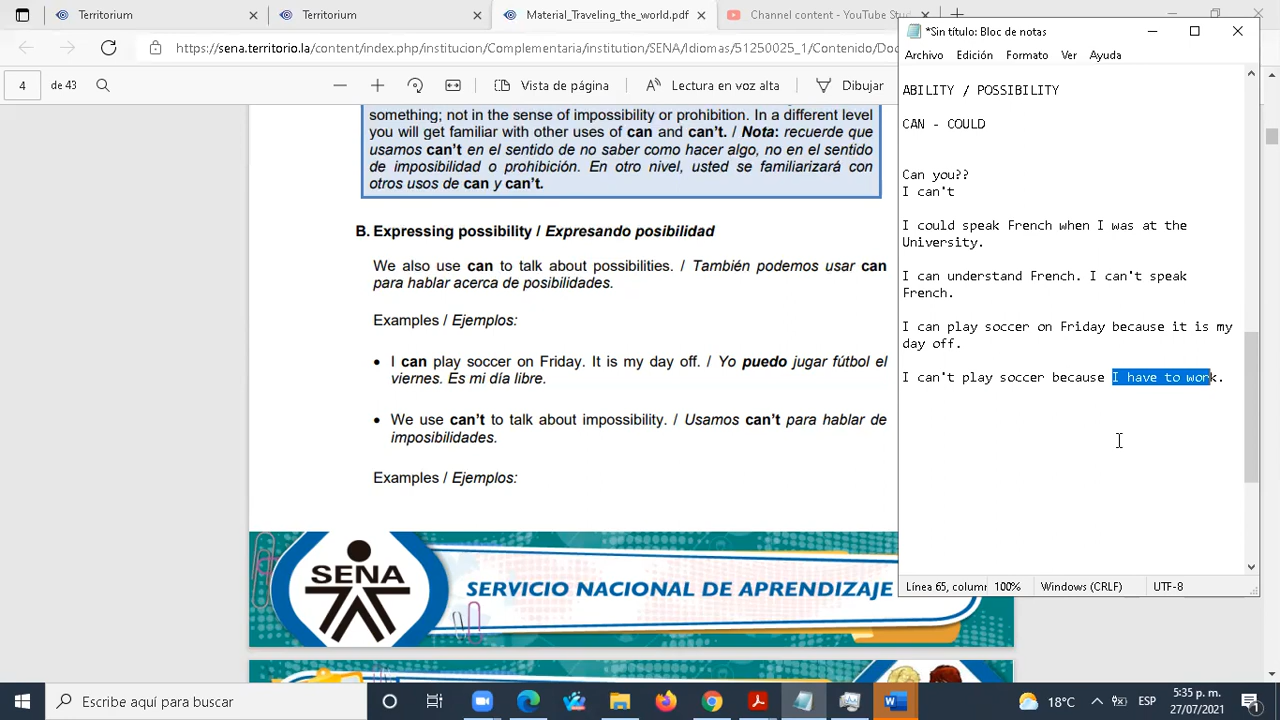 Territorium
Territorium
Material_Traveling_the_world.pdf
Channel content - YouTube Stu
https://sena.territorio.la/content/index.php/institucion/Complementaria/institution/SENA/Idiomas/51250025_1/Contenido/Doc
4 de 43
Vista de página
Lectura en voz alta
Dibujar
something; not in the sense of impossibility or prohibition. In a different level
you will get familiar with other uses of can and can't. / Nota: recuerde que
usamos can't en el sentido de no saber como hacer algo, no en el sentido
de imposibilidad o prohibición. En otro nivel, usted se familiarizará con
otros usos de can y can't.
B. Expressing possibility / Expresando posibilidad
We also use can to talk about possibilities. / También podemos usar can
para hablar acerca de posibilidades.
Examples / Ejemplos:
• I can play soccer on Friday. It is my day off. / Yo puedo jugar fútbol el
viernes. Es mi día libre.
• We use can't to talk about impossibility. / Usamos can't para hablar de
imposibilidades.
Examples / Ejemplos:
SENA
SERVICIO NACIONAL DE APRENDIZAJE
*Sin título: Bloc de notas
Archivo Edición Formato Ver Ayuda
ABILITY / POSSIBILITY
CAN - COULD
Can you??
I can't
I could speak French when I was at the
University.
I can understand French. I can't speak
French.
I can play soccer on Friday because it is my
day off.
I can't play soccer because I have to work.
Línea 65, column
100%
Windows (CRLF)
UTF-8
Escribe aquí para buscar
18°C
ESP
5:35 p. m.
27/07/2021
1